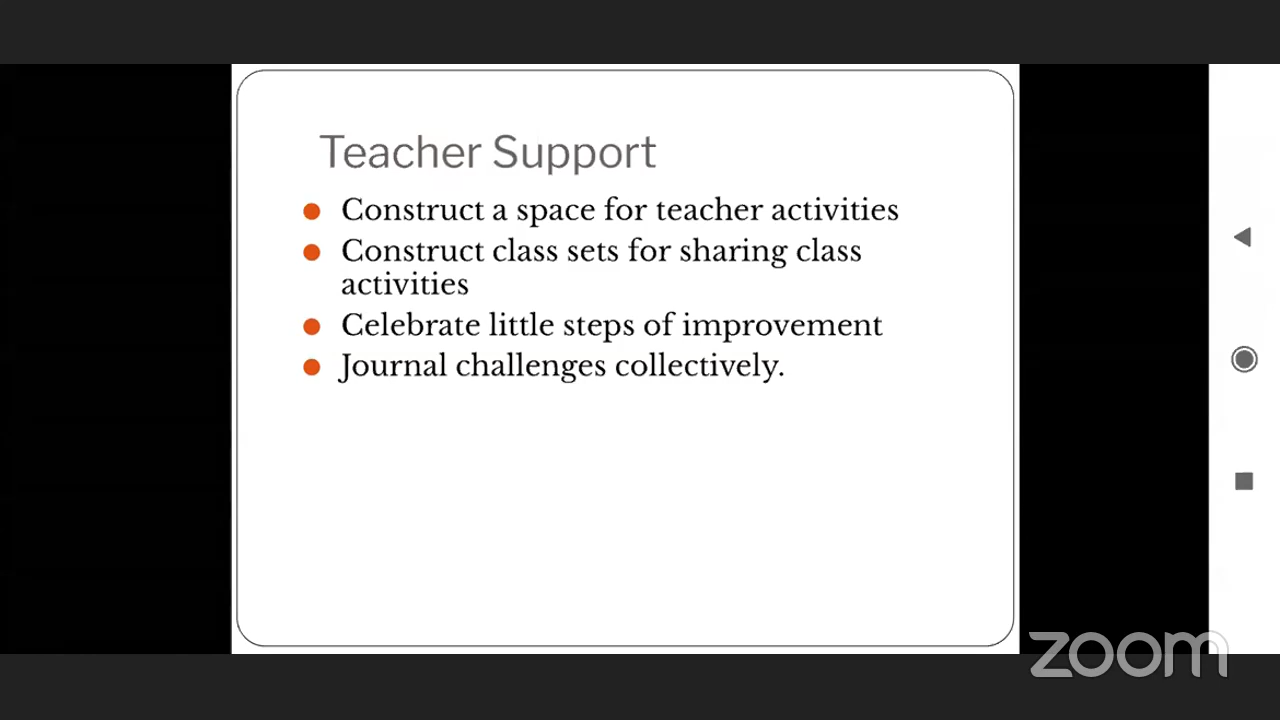 Teacher Support
Construct a space for teacher activities
Construct class sets for sharing class
activities
Celebrate little steps of improvement
Journal challenges collectively.
zoom